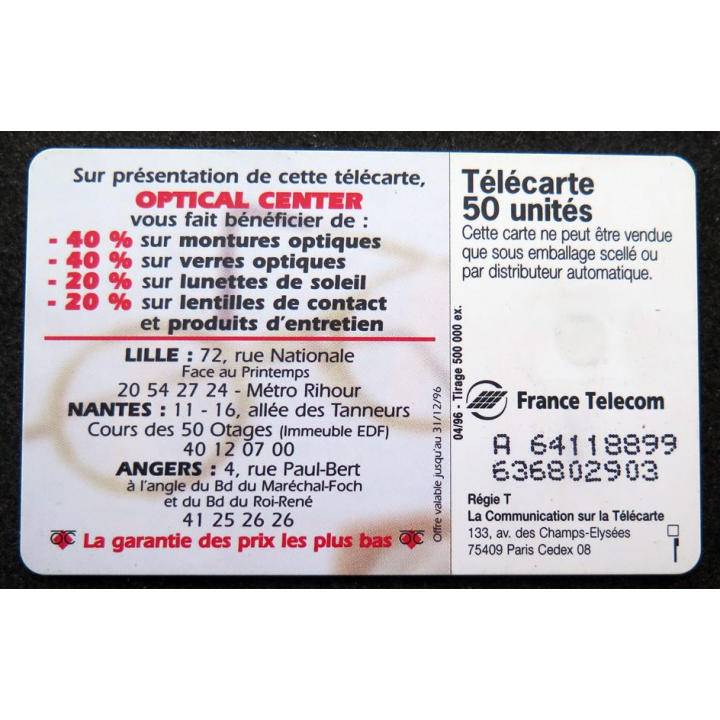 Sur présentation de cette télécarte,
OPTICAL CENTER
vous fait bénéficier de :
- 40 % sur montures optiques
- 40 % sur verres optiques
- 20 % sur lunettes de soleil
- 20 % sur lentilles de contact
et produits d'entretien
LILLE : 72, rue Nationale
Face au Printemps
20 54 27 24 - Métro Rihour
NANTES : 11 - 16, allée des Tanneurs
Cours des 50 Otages (Immeuble EDF)
40 12 07 00
ANGERS : 4, rue Paul-Bert
à l'angle du Bd du Maréchal-Foch
et du Bd du Roi-René
41 25 26 26
La garantie des prix les plus bas
Offre valable jusqu'au 31/12/96
04/96 - Tirage 500 000 ex.
Télécarte
50 unités
Cette carte ne peut être vendue
que sous emballage scellé ou
par distributeur automatique.
France Telecom
A 64118899
636802903
Régie T
La Communication sur la Télécarte
133, av. des Champs-Elysées
75409 Paris Cedex 08